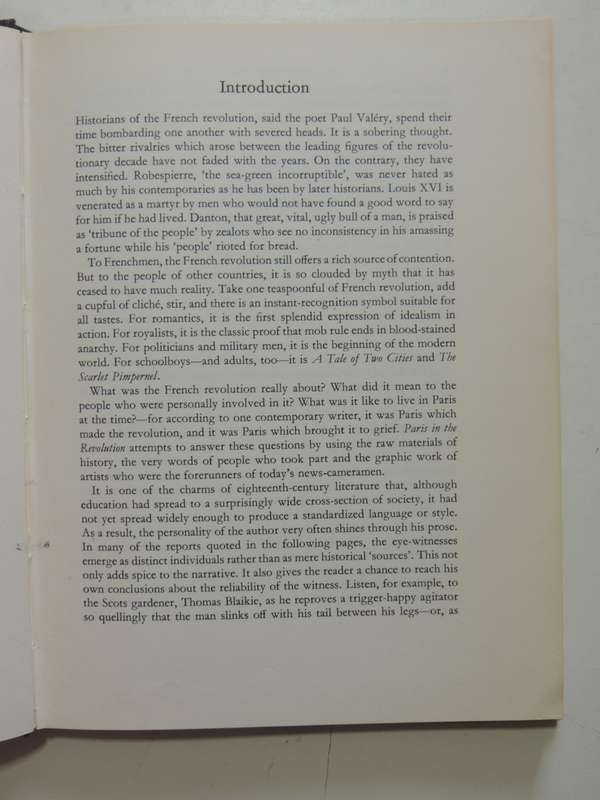 Introduction
Historians of the French revolution, said the poet Paul Valéry, spend their
time bombarding one another with severed heads. It is a sobering thought.
The bitter rivalries which arose between the leading figures of the revolu-
tionary decade have not faded with the years. On the contrary, they have
intensified. Robespierre, 'the sea-green incorruptible', was never hated as
much by his contemporaries as he has been by later historians. Louis XVI is
venerated as a martyr by men who would not have found a good word to say
for him if he had lived. Danton, that great, vital, ugly bull of a man, is praised
as 'tribune of the people' by zealots who see no inconsistency in his amassing
a fortune while his 'people' rioted for bread.
To Frenchmen, the French revolution still offers a rich source of contention.
But to the people of other countries, it is so clouded by myth that it has
ceased to have much reality. Take one teaspoonful of French revolution, add
a cupful of cliché, stir, and there is an instant-recognition symbol suitable for
all tastes. For romantics, it is the first splendid expression of idealism in
action. For royalists, it is the classic proof that mob rule ends in blood-stained
anarchy. For politicians and military men, it is the beginning of the modern
world. For schoolboys—and adults, too—it is A Tale of Two Cities and The
Scarlet Pimpernel.
What was the French revolution really about? What did it mean to the
people who were personally involved in it? What was it like to live in Paris
at the time?—for according to one contemporary writer, it was Paris which
made the revolution, and it was Paris which brought it to grief. Paris in the
Revolution attempts to answer these questions by using the raw materials of
history, the very words of people who took part and the graphic work of
artists who were the forerunners of today's news-cameramen.
It is one of the charms of eighteenth-century literature that, although
education had spread to a surprisingly wide cross-section of society, it had
not yet spread widely enough to produce a standardized language or style.
As a result, the personality of the author very often shines through his prose.
In many of the reports quoted in the following pages, the eye-witnesses
emerge as distinct individuals rather than as mere historical 'sources'. This not
only adds spice to the narrative. It also gives the reader a chance to reach his
own conclusions about the reliability of the witness. Listen, for example, to
the Scots gardener, Thomas Blaikie, as he reproves a trigger-happy agitator
so quellingly that the man slinks off with his tail between his legs—or, as